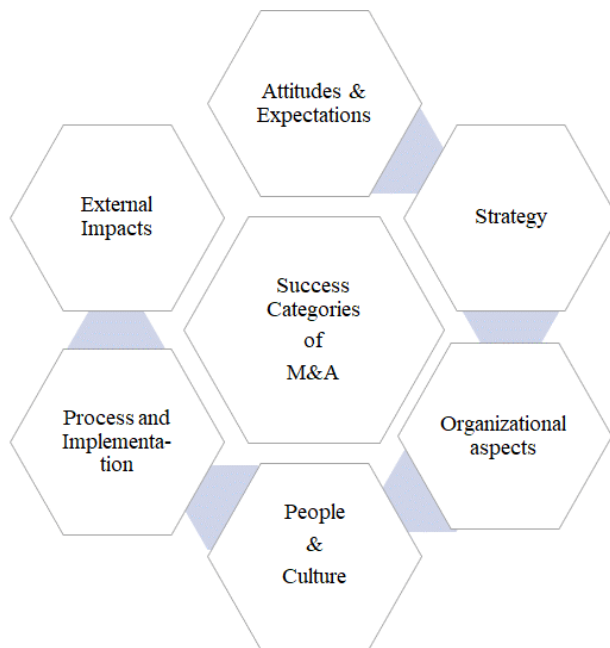 Attitudes &
Expectations
External
Impacts
Strategy
Success
Categories
of
M&A
Process and
Implementa-
tion
Organizational
aspects
People
&
Culture